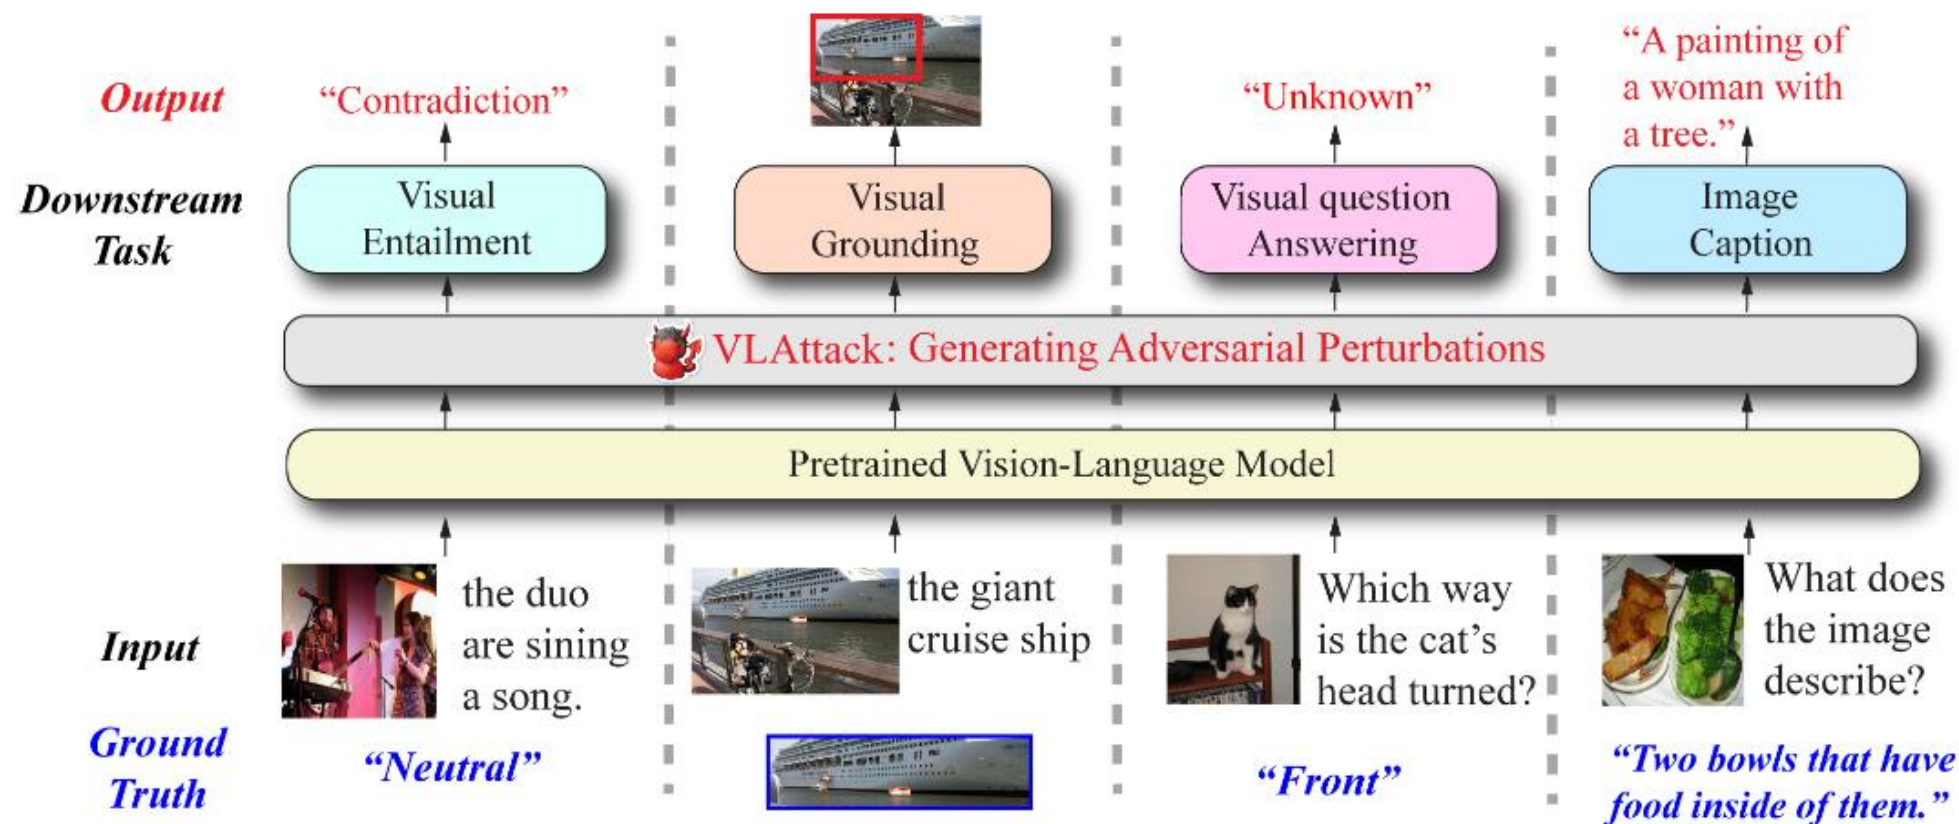 Output
“Contradiction”
“Unknown”
“A painting of
a woman with
a tree.”
Downstream
Task
Visual
Entailment
Visual
Grounding
Visual question
Answering
Image
Caption
VLAttack: Generating Adversarial Perturbations
Pretrained Vision-Language Model
Input
the duo
are sining
a song.
the giant
cruise ship
Which way
is the cat’s
head turned?
What does
the image
describe?
Ground
Truth
“Neutral”
“Front”
“Two bowls that have
food inside of them.”